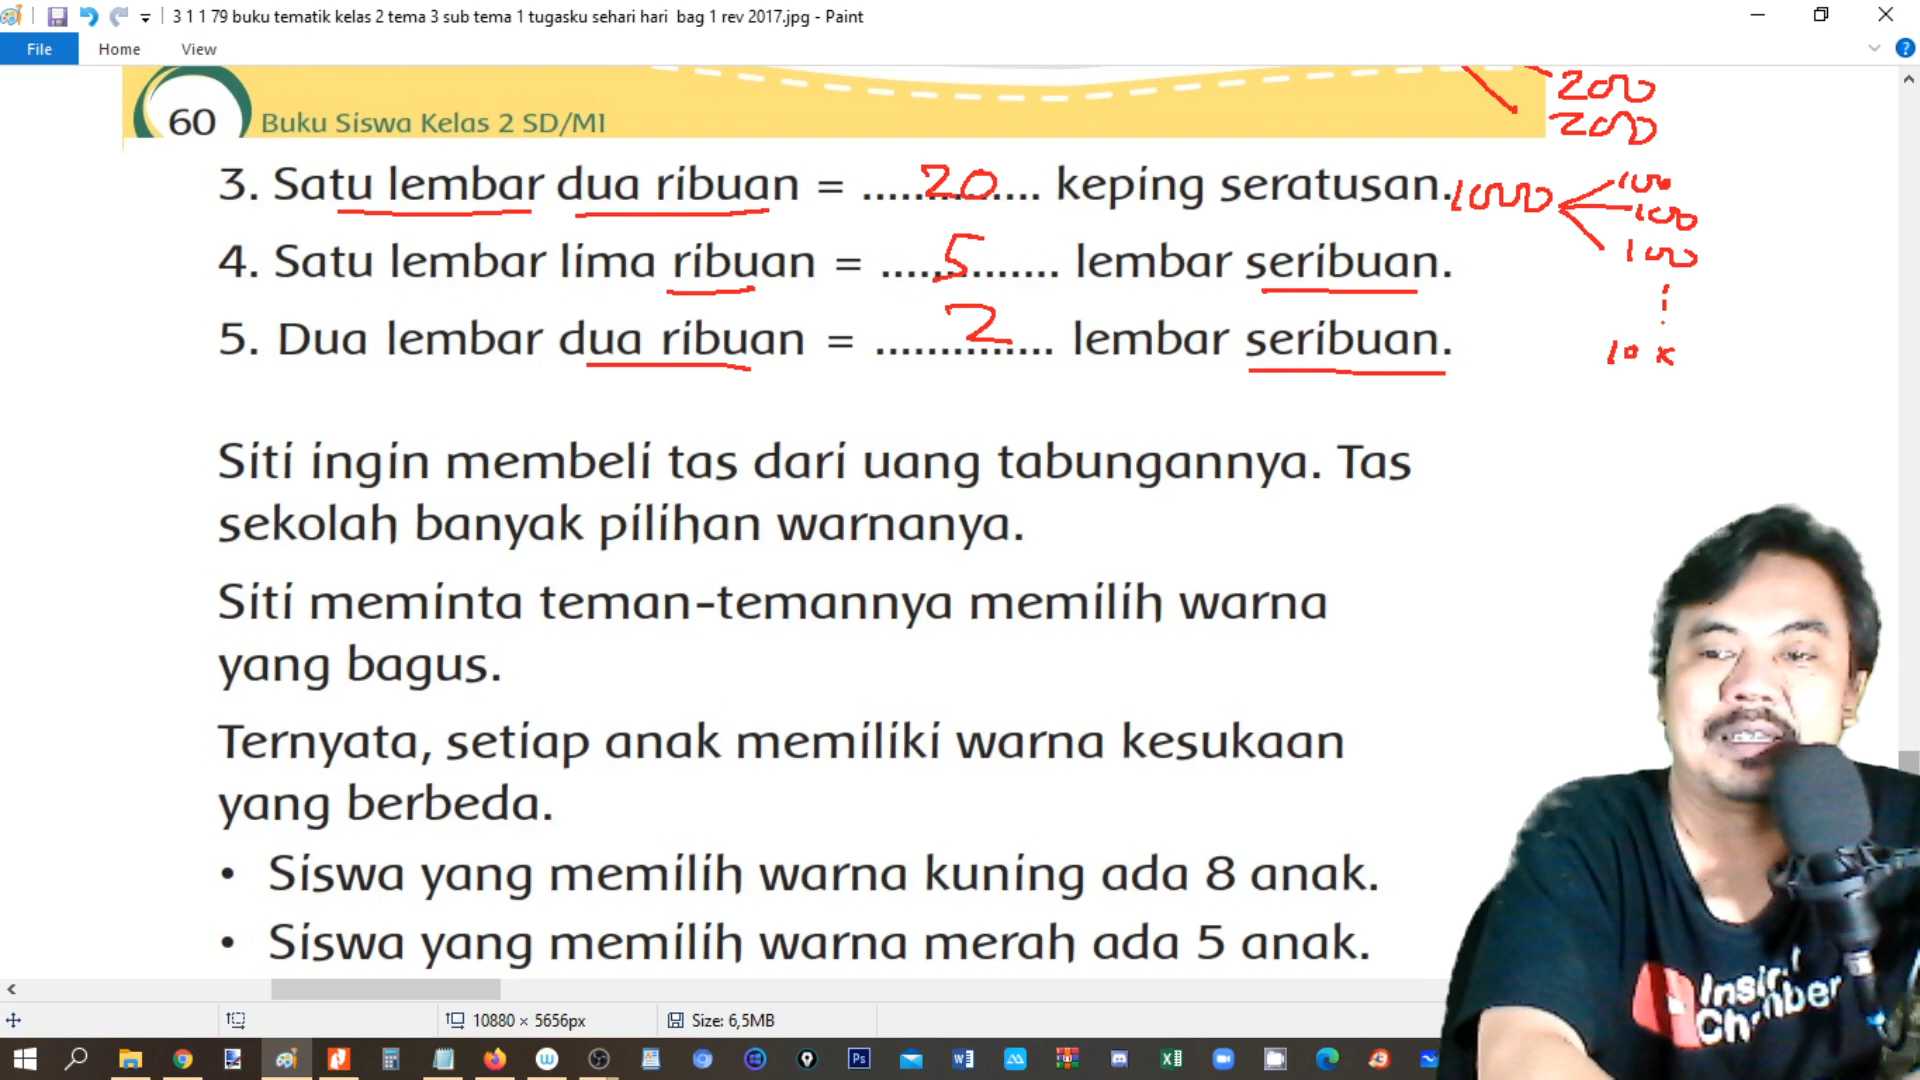 3 1 1 79 buku tematik kelas 2 tema 3 sub tema 1 tugasku sehari hari  bag 1 rev 2017.jpg - Paint
File Home View
200
200
60 Buku Siswa Kelas 2 SD/MI
3. Satu lembar dua ribuan = ....20.... keping seratusan.
1000
100
100
100
10 x
4. Satu lembar lima ribuan = ....5.... lembar seribuan.
5. Dua lembar dua ribuan = ....2.... lembar seribuan.
Siti ingin membeli tas dari uang tabungannya. Tas
sekolah banyak pilihan warnanya.
Siti meminta teman-temannya memilih warna
yang bagus.
Ternyata, setiap anak memiliki warna kesukaan
yang berbeda.
• Siswa yang memilih warna kuning ada 8 anak.
• Siswa yang memilih warna merah ada 5 anak.
10880 × 5656px Size: 6,5MB